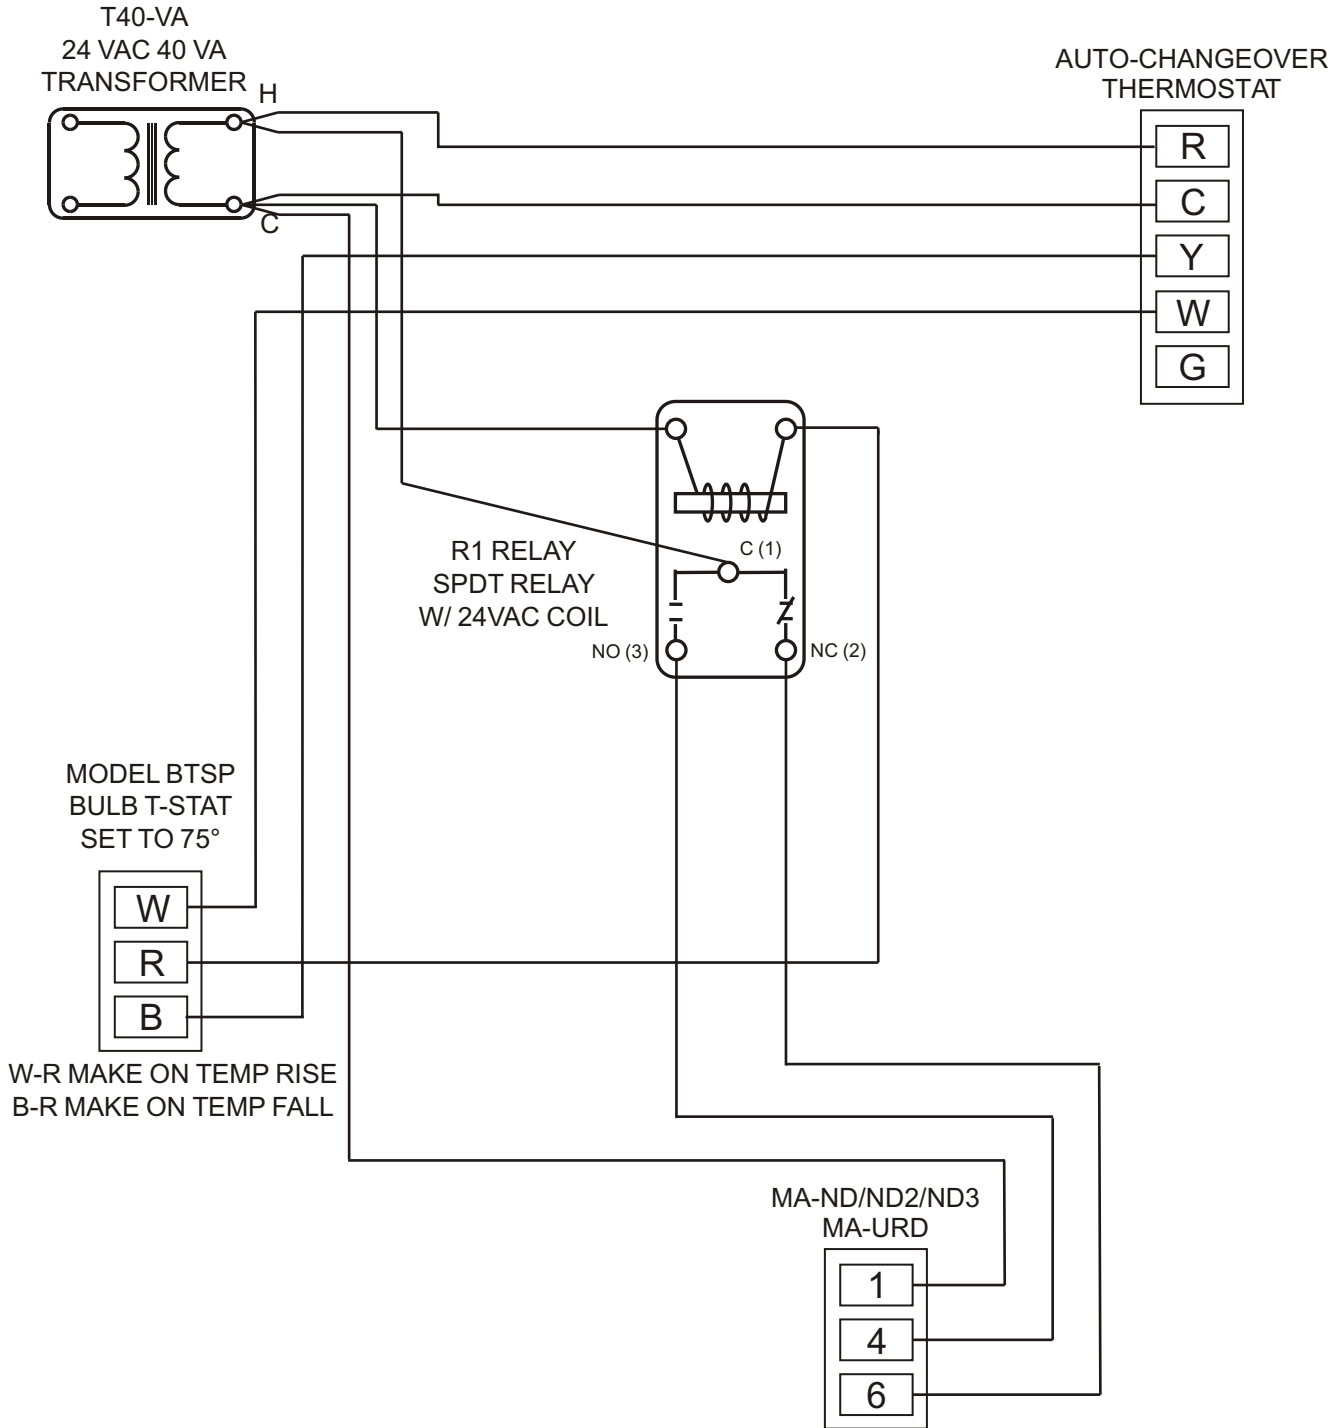 T40-VA
24 VAC 40 VA
TRANSFORMER
H
C
AUTO-CHANGEOVER
THERMOSTAT
R
C
Y
W
G
R1 RELAY
SPDT RELAY
W/ 24VAC COIL
C (1)
NO (3)
NC (2)
MODEL BTSP
BULB T-STAT
SET TO 75°
W
R
B
W-R MAKE ON TEMP RISE
B-R MAKE ON TEMP FALL
MA-ND/ND2/ND3
MA-URD
1
4
6